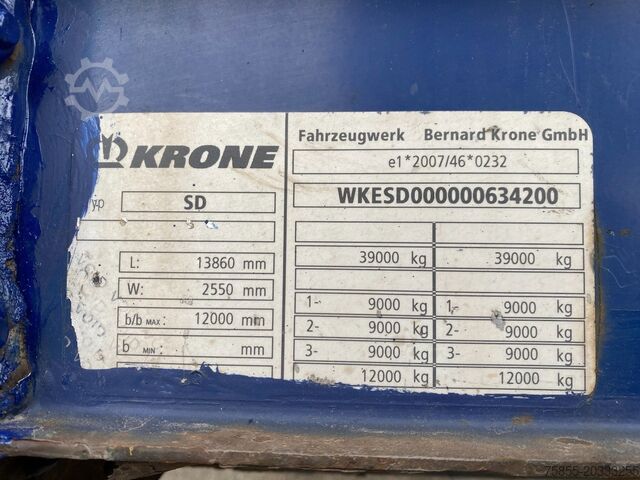 KRONE
Fahrzeugwerk Bernard Krone GmbH
e1*2007/46*0232
yp SD
WKESD000000634200
L: 13860 mm
W: 2550 mm
b/b MAX: 12000 mm
b MIN: mm
39000 kg 39000 kg
1- 9000 kg 1- 9000 kg
2- 9000 kg 2- 9000 kg
3- 9000 kg 3- 9000 kg
12000 kg 12000 kg
75855-20393256